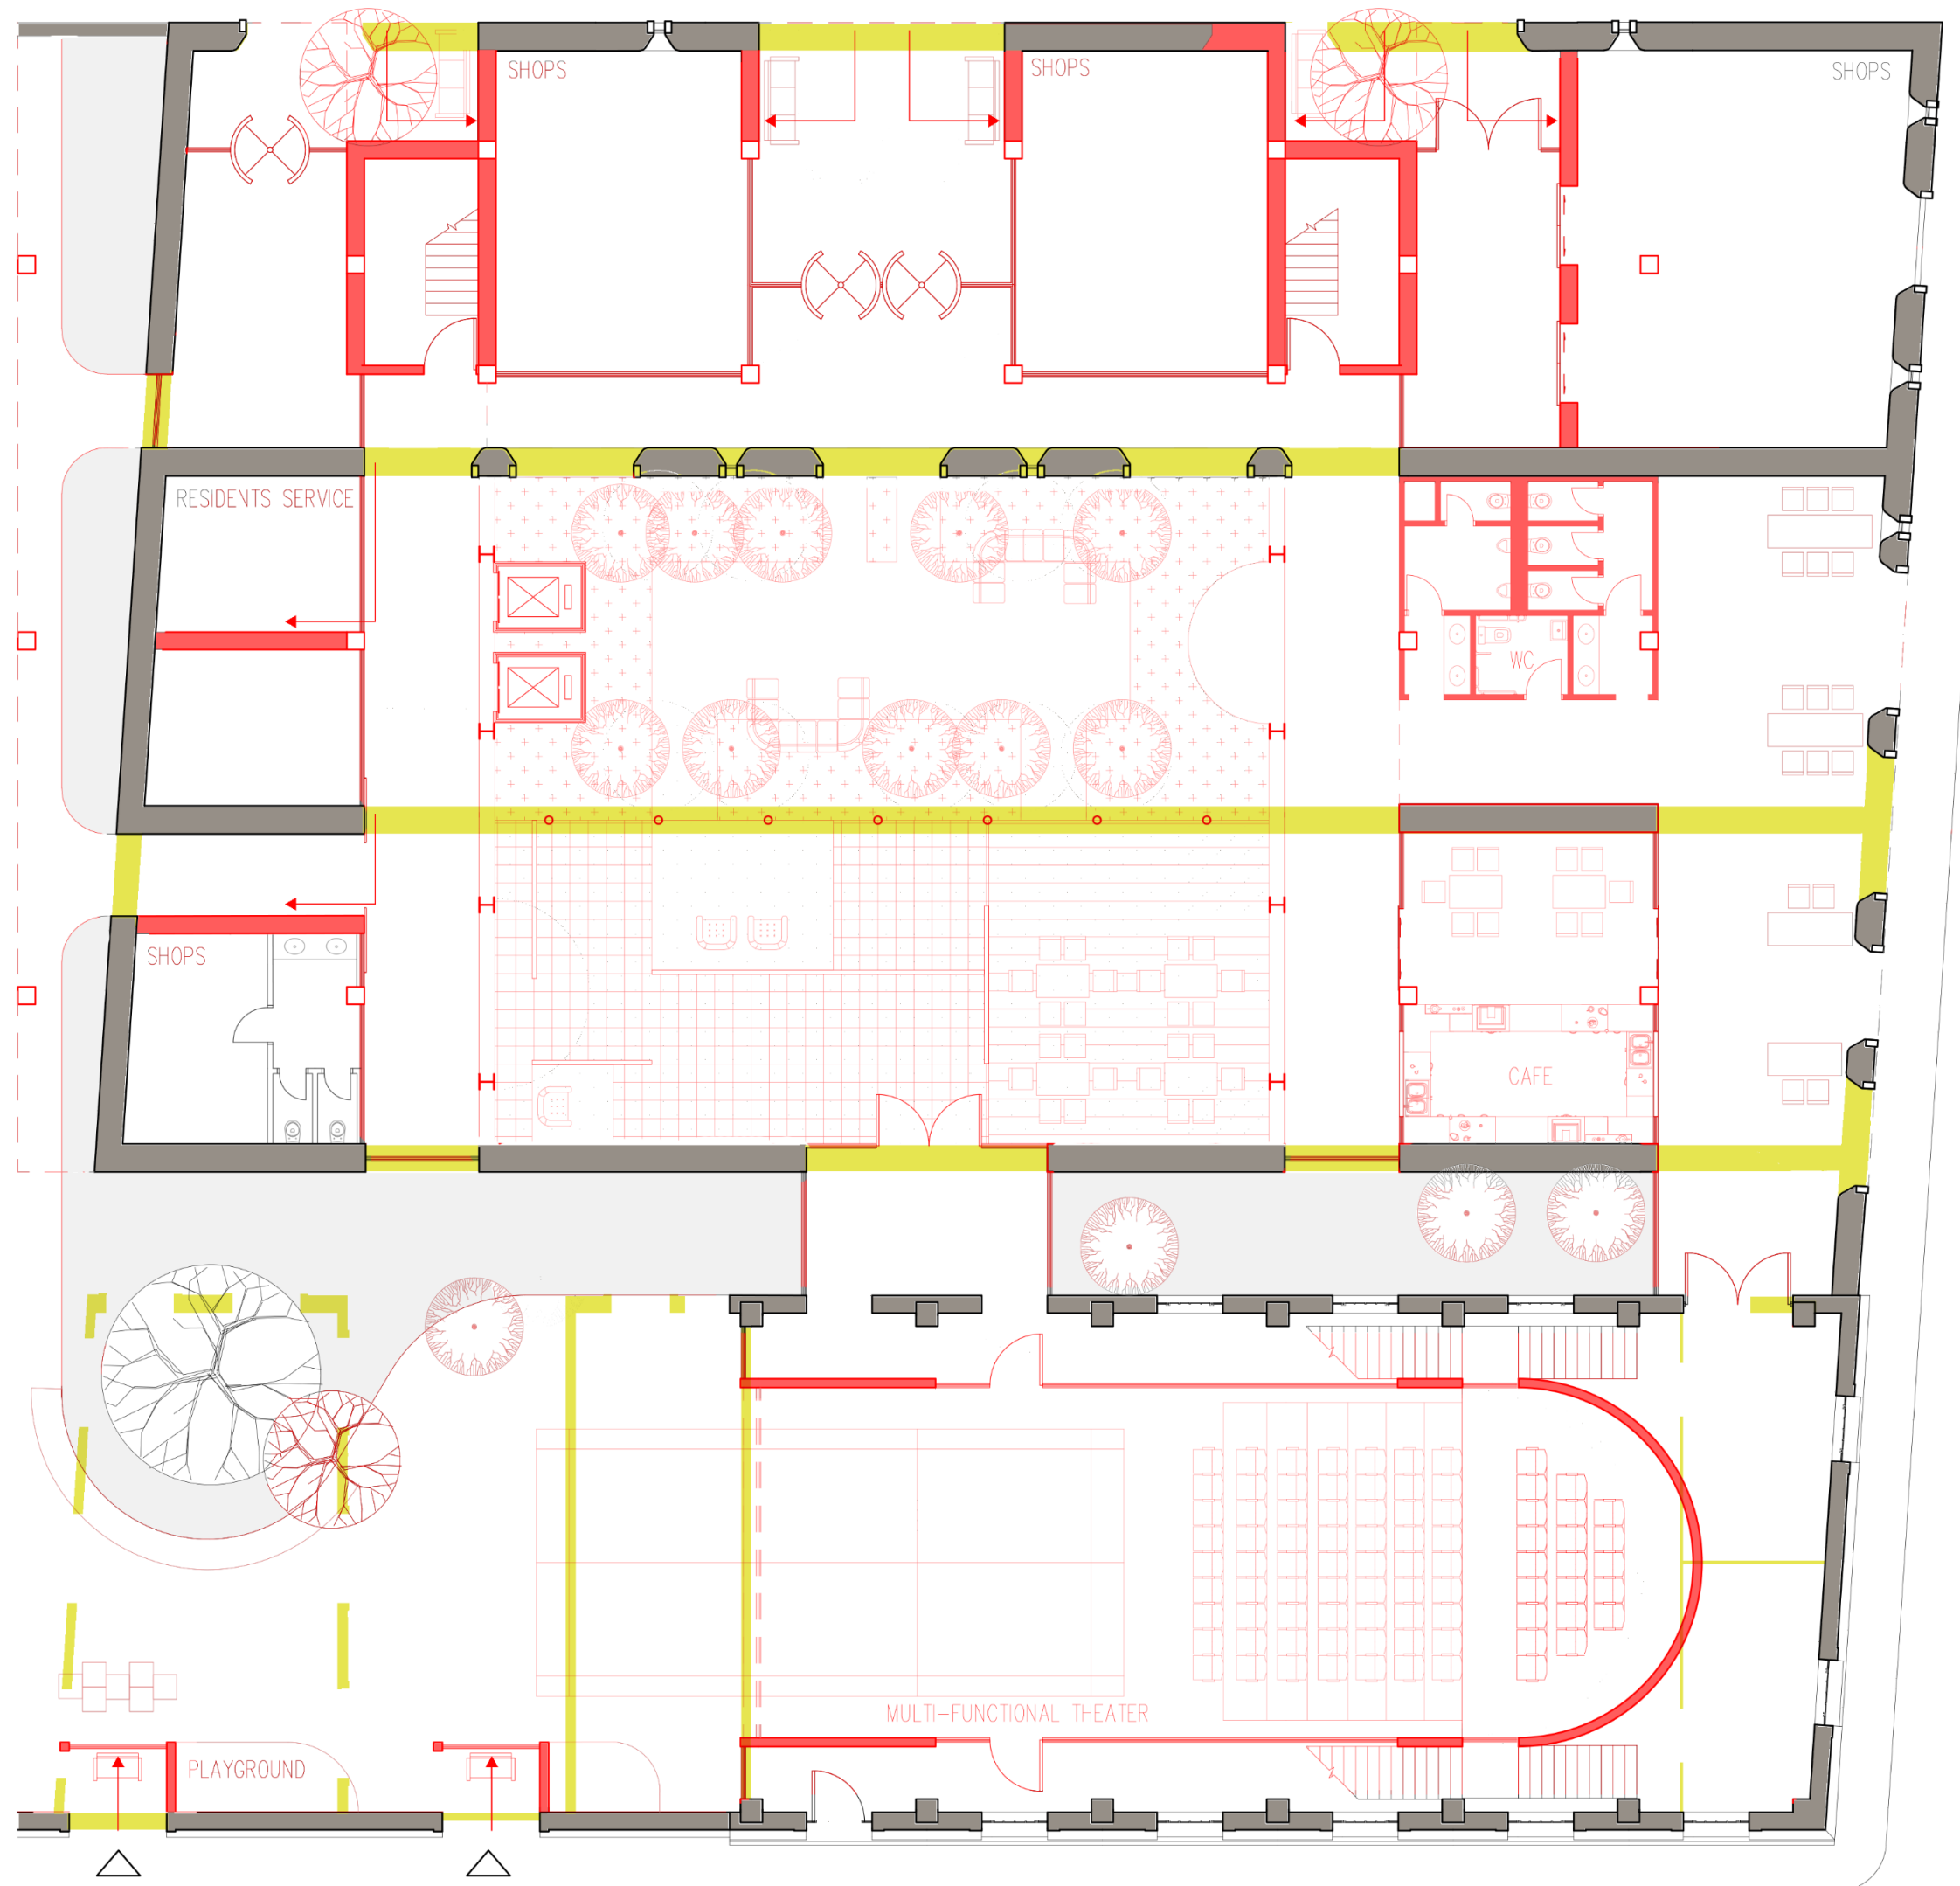 SHOPS
SHOPS
SHOPS
RESIDENTS SERVICE
WC
SHOPS
CAFE
MULTI-FUNCTIONAL THEATER
PLAYGROUND